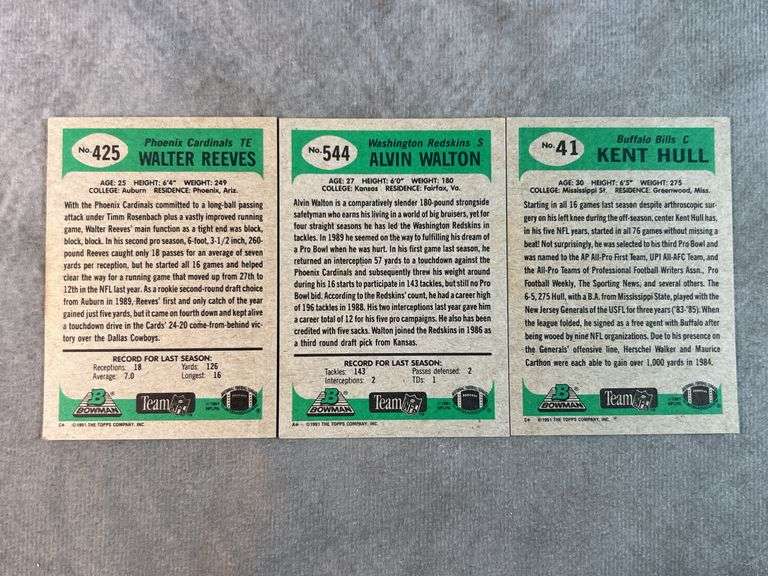 No. 425
Phoenix Cardinals TE
WALTER REEVES
AGE: 25 HEIGHT: 6'4" WEIGHT: 249
COLLEGE: Auburn RESIDENCE: Phoenix, Ariz.
With the Phoenix Cardinals committed to a long-ball passing
attack under Timm Rosenbach plus a vastly improved running
game, Walter Reeves' main function as a tight end was block,
block, block. In his second pro season, 6-foot, 3-1/2 inch, 260-
pound Reeves caught only 18 passes for an average of seven
yards per reception, but he started all 16 games and helped
clear the way for a running game that moved up from 27th to
12th in the NFL last year. As a rookie second-round draft choice
from Auburn in 1989, Reeves' first and only catch of the year
gained just five yards, but it came on fourth down and kept alive
a touchdown drive in the Cards' 24-20 come-from-behind vic-
tory over the Dallas Cowboys.
RECORD FOR LAST SEASON:
Receptions: 18 Yards: 126
Average: 7.0 Longest: 16
B
BOWMAN
Team NFL
©1991 THE TOPPS COMPANY, INC.
No. 544
Washington Redskins S
ALVIN WALTON
AGE: 27 HEIGHT: 6'0" WEIGHT: 180
COLLEGE: Kansas RESIDENCE: Fairfax, Va.
Alvin Walton is a comparatively slender 180-pound strongside
safetyman who earns his living in a world of big bruisers, yet for
four straight seasons he has led the Washington Redskins in
tackles. In 1989 he seemed on the way to fulfilling his dream of
a Pro Bowl when he was hurt. In his first game last season, he
returned an interception 57 yards to a touchdown against the
Phoenix Cardinals and subsequently threw his weight around
during his 16 starts to participate in 143 tackles, but still no Pro
Bowl bid. According to the Redskins' count, he had a career high
of 196 tackles in 1988. His two interceptions last year gave him
a career total of 12 for his five pro campaigns. He also has been
credited with five sacks. Walton joined the Redskins in 1986 as
a third round draft pick from Kansas.
RECORD FOR LAST SEASON:
Tackles: 143 Passes defensed: 2
Interceptions: 2 TDs: 1
B
BOWMAN
Team NFL
A* ©1991 THE TOPPS COMPANY, INC.
No. 41
Buffalo Bills C
KENT HULL
AGE: 30 HEIGHT: 6'5" WEIGHT: 275
COLLEGE: Mississippi St. RESIDENCE: Greenwood, Miss.
Starting in all 16 games last season despite arthroscopic sur-
gery on his left knee during the off-season, center Kent Hull has,
in his five NFL years, started in all 76 games without missing a
beat! Not surprisingly, he was selected to his third Pro Bowl and
was named to the AP All-Pro First Team, UPI All-AFC Team, and
the All-Pro Teams of Professional Football Writers Assn., Pro
Football Weekly, The Sporting News, and several others. The
6-5, 275 Hull, with a B.A. from Mississippi State, played with the
New Jersey Generals of the USFL for three years ('83-'85). When
the league folded, he signed as a free agent with Buffalo after
being wooed by nine NFL organizations. Due to his presence on
the Generals' offensive line, Herschel Walker and Maurice
Carthon were each able to gain over 1,000 yards in 1984.
B
BOWMAN
Team NFL
©1991 THE TOPPS COMPANY, INC.